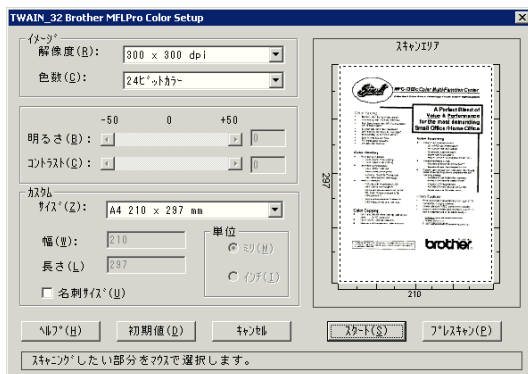 TWAIN_32 Brother MFLPro Color Setup
ｲﾒｰｼﾞ
解像度(R): 300 x 300 dpi
色数(C): 24ﾋﾞｯﾄｶﾗｰ
-50 0 +50
明るさ(B): 0
ｺﾝﾄﾗｽﾄ(C): 0
ｶｽﾀﾑ
ｻｲｽﾞ(Z): A4 210 x 297 mm
幅(W): 210
長さ(L) 297
名刺ｻｲｽﾞ(U)
単位
ﾐﾘ(M)
ｲﾝﾁ(I)
ｽｷｬﾝｴﾘｱ
A Perfect Blend of
Value & Performance
for the most demanding
Small Office /Home Office
brother
297
210
ﾍﾙﾌﾟ(H) 初期値(D) ｷｬﾝｾﾙ ｽﾀｰﾄ(S) ﾌﾟﾚｽｷｬﾝ(P)
ｽｷｬﾆﾝｸﾞしたい部分をﾏｳｽで選択します。